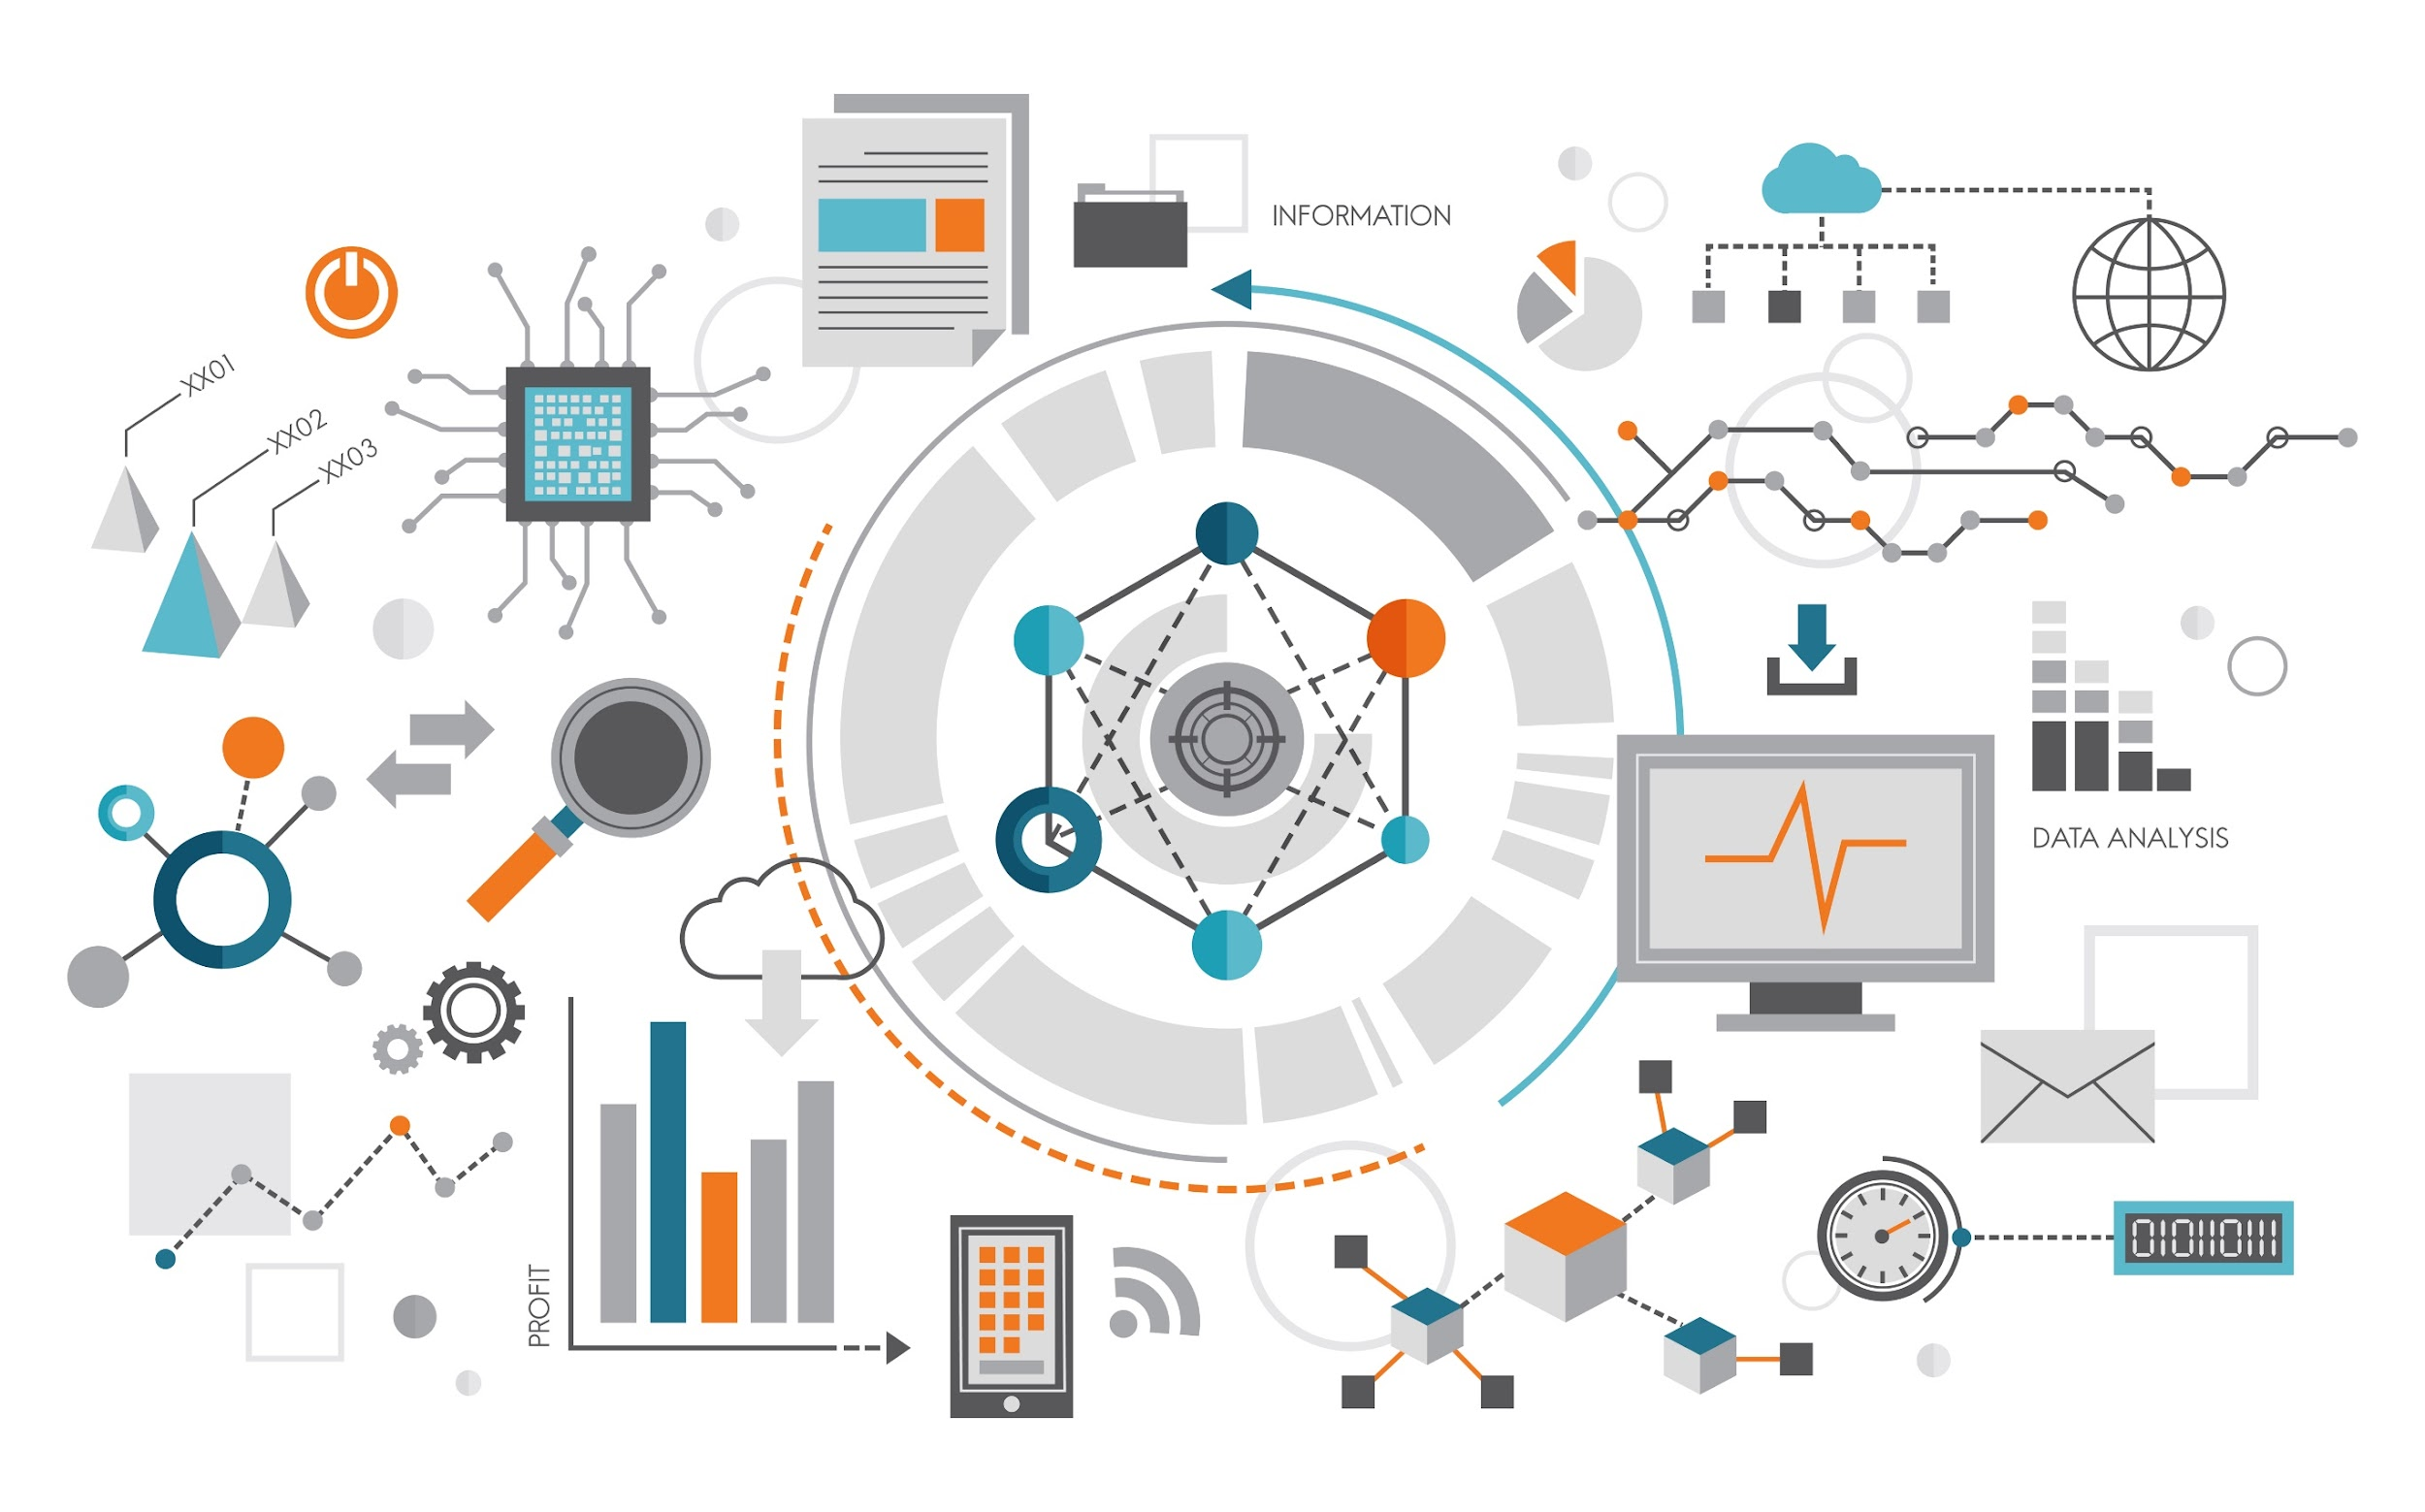 INFORMATION
XX01
XX02
XX03
DATA ANALYSIS
PROFIT
01011011